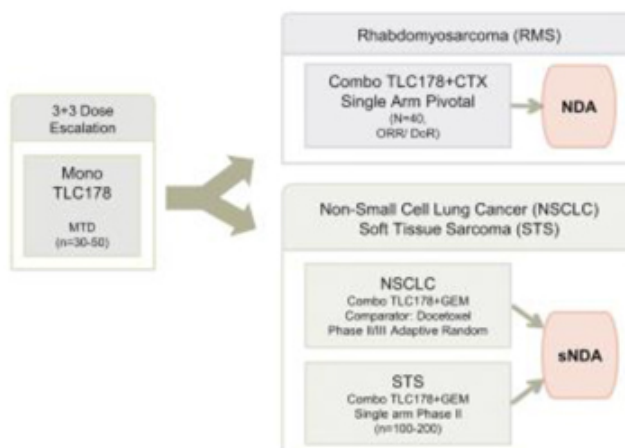 3+3 Dose
Escalation
Mono
TLC178
MTD
(n=30-50)
Rhabdomyosarcoma (RMS)
Combo TLC178+CTX
Single Arm Pivotal
(N=40,
ORR/ DoR)
NDA
Non-Small Cell Lung Cancer (NSCLC)
Soft Tissue Sarcoma (STS)
NSCLC
Combo TLC178+GEM
Comparator: Docetoxel
Phase II/III Adaptive Random
STS
Combo TLC178+GEM
Single arm Phase II
(n=100-200)
sNDA